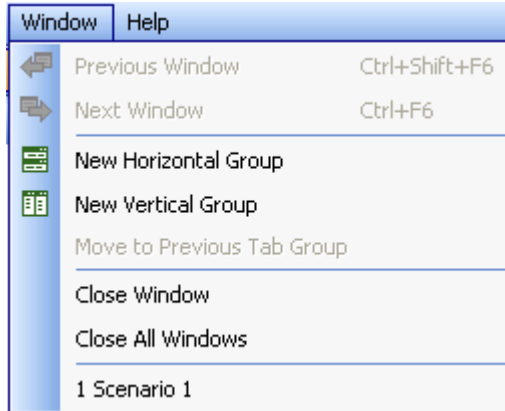 Window Help
Previous Window Ctrl+Shift+F6
Next Window Ctrl+F6
New Horizontal Group
New Vertical Group
Move to Previous Tab Group
Close Window
Close All Windows
1 Scenario 1